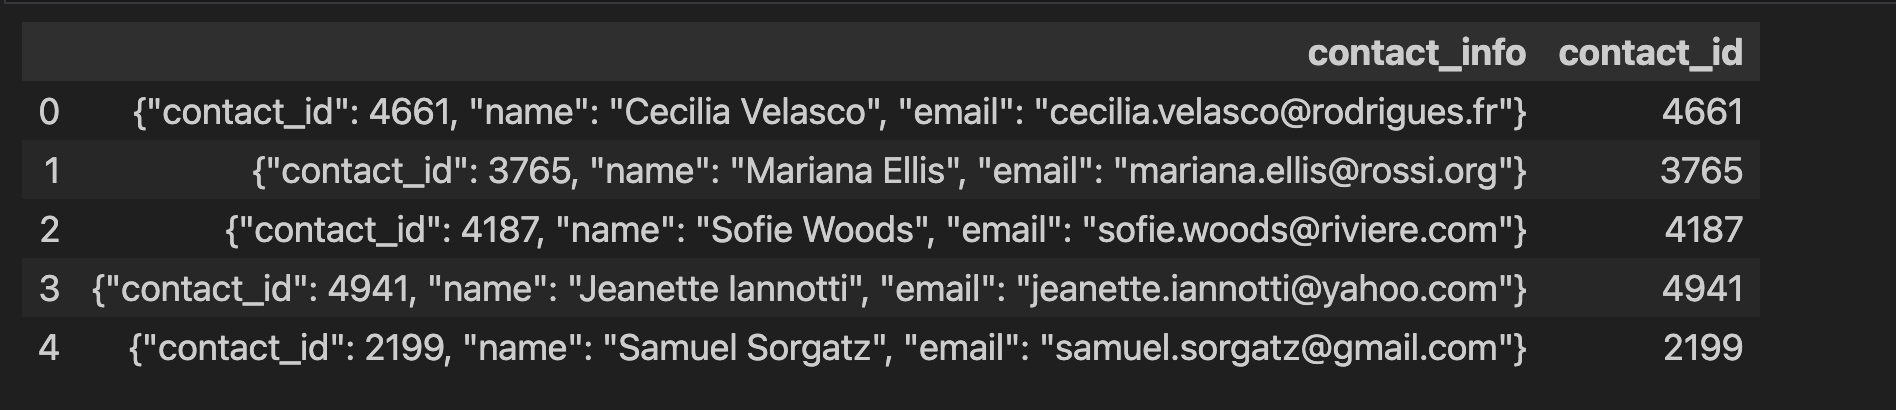 contact_info contact_id
0 {"contact_id": 4661, "name": "Cecilia Velasco", "email": "cecilia.velasco@rodrigues.fr"} 4661
1 {"contact_id": 3765, "name": "Mariana Ellis", "email": "mariana.ellis@rossi.org"} 3765
2 {"contact_id": 4187, "name": "Sofie Woods", "email": "sofie.woods@riviere.com"} 4187
3 {"contact_id": 4941, "name": "Jeanette Iannotti", "email": "jeanette.iannotti@yahoo.com"} 4941
4 {"contact_id": 2199, "name": "Samuel Sorgatz", "email": "samuel.sorgatz@gmail.com"} 2199